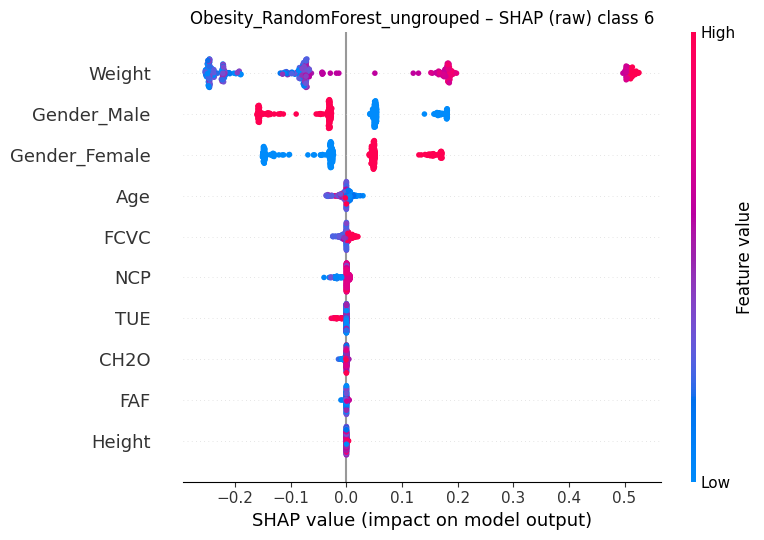 Obesity_RandomForest_ungrouped – SHAP (raw) class 6
High
Weight
Gender_Male
Gender_Female
Age
FCVC
NCP
TUE
CH2O
FAF
Height
Feature value
Low
−0.2 −0.1 0.0 0.1 0.2 0.3 0.4 0.5
SHAP value (impact on model output)